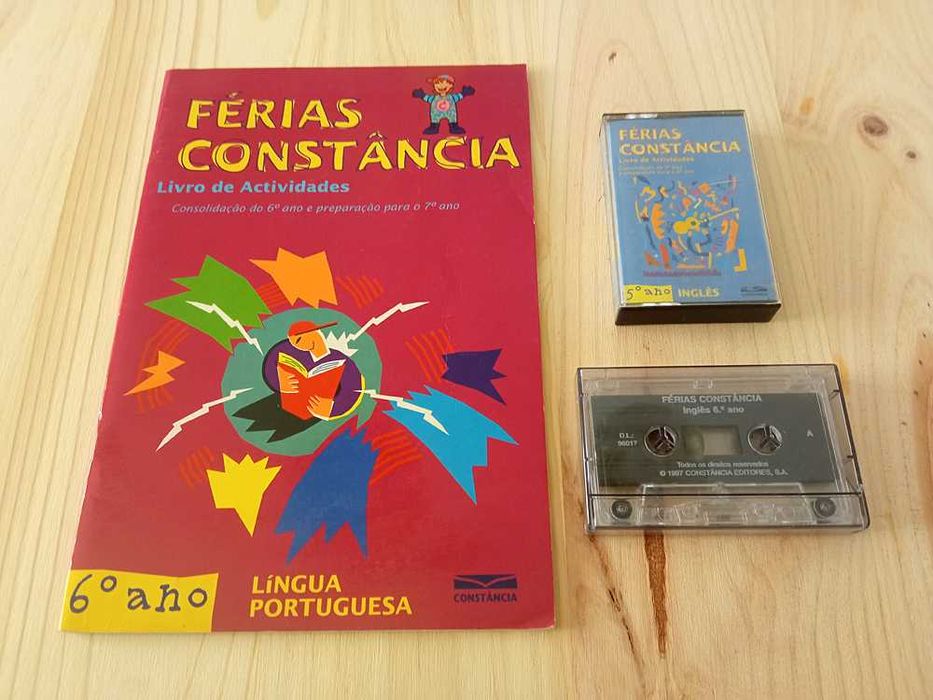 FÉRIAS
CONSTÂNCIA
Livro de Actividades
Consolidação do 6º ano e preparação para o 7º ano
6º ano
LÍNGUA
PORTUGUESA
CONSTÂNCIA
FÉRIAS
CONSTÂNCIA
Livro de Actividades
5º ano
INGLÊS
FÉRIAS CONSTÂNCIA
Inglês 6.º ano
D.L.:
96017
A
Todos os direitos reservados
© 1997 CONSTÂNCIA EDITORES, S.A.